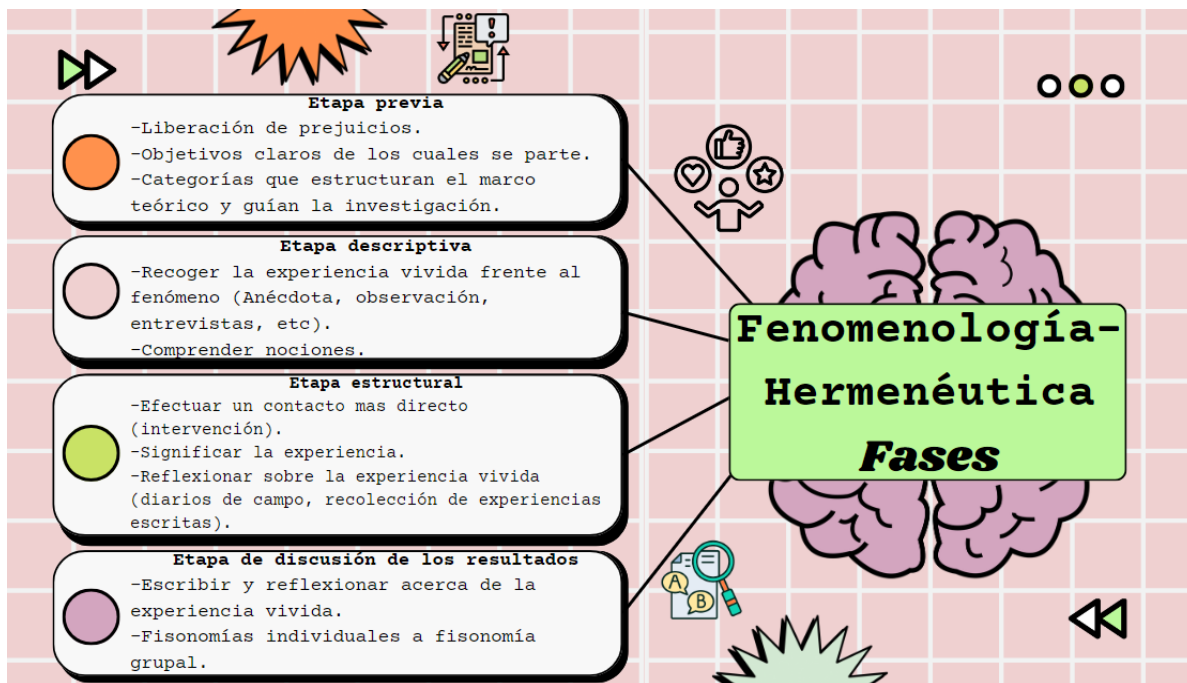 Etapa previa
-Liberación de prejuicios.
-Objetivos claros de los cuales se parte.
-Categorías que estructuran el marco
teórico y guían la investigación.
Etapa descriptiva
-Recoger la experiencia vivida frente al
fenómeno (Anécdota, observación,
entrevistas, etc).
-Comprender nociones.
Etapa estructural
-Efectuar un contacto mas directo
(intervención).
-Significar la experiencia.
-Reflexionar sobre la experiencia vivida
(diarios de campo, recolección de experiencias
escritas).
Etapa de discusión de los resultados
-Escribir y reflexionar acerca de la
experiencia vivida.
-Fisonomías individuales a fisonomía
grupal.
Fenomenología-
Hermenéutica
Fases
A
B